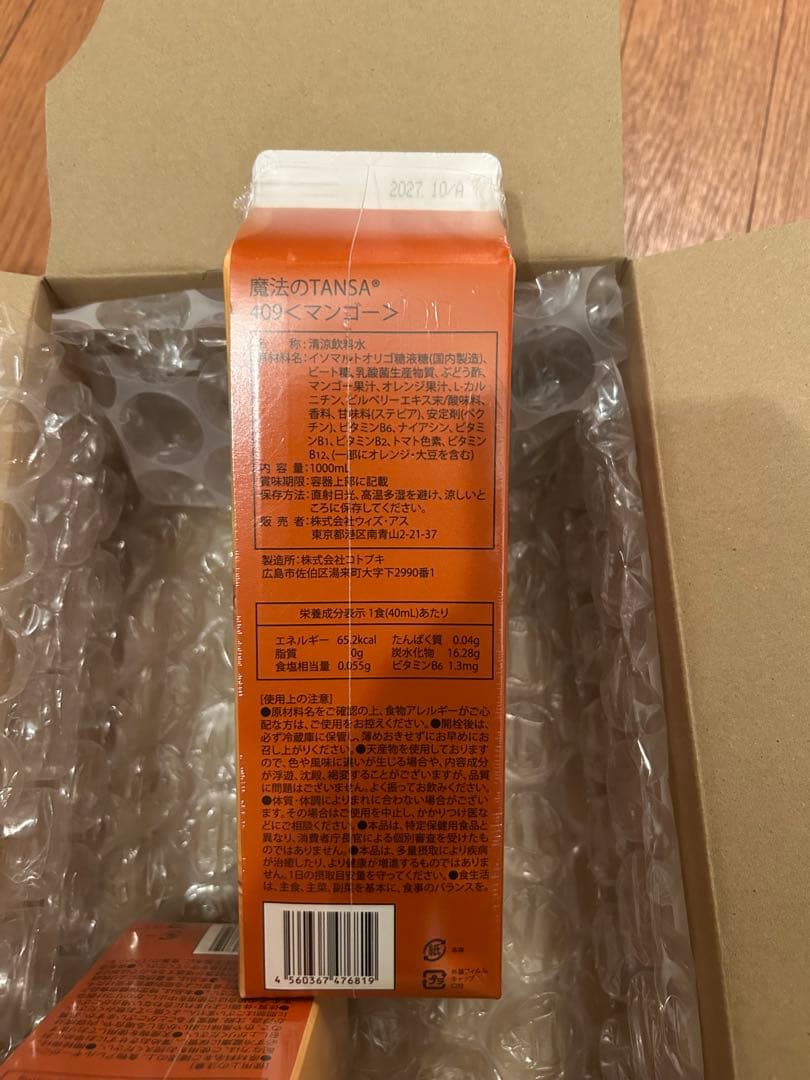 2027.10/A
魔法のTANSA®
409<マンゴー>
名 称:清涼飲料水
原材料名:イソマルトオリゴ糖液糖(国内製造)、
ビート糖、乳酸菌生産物質、ぶどう酢、
マンゴー果汁、オレンジ果汁、L-カル
ニチン、ビルベリーエキス末/酸味料、
香料、甘味料(ステビア)、安定剤(ペク
チン)、ビタミンB6、ナイアシン、ビタミ
ンB1、ビタミンB2、トマト色素、ビタミン
B12、(一部にオレンジ・大豆を含む)
内 容 量:1000mL
賞味期限:容器上部に記載
保存方法:直射日光、高温多湿を避け、涼しいと
ころに保存してください。
販 売 者:株式会社ウィズ・アス
東京都港区南青山2-21-37
製造所:株式会社コトブキ
広島市佐伯区湯来町大字下2990番1
栄養成分表示 1食(40mL)あたり
エネルギー 65.2kcal たんぱく質 0.04g
脂質 0g 炭水化物 16.28g
食塩相当量 0.055g ビタミンB6 1.3mg
[使用上の注意]
●原材料名をご確認の上、食物アレルギーがご心
配な方は、ご使用をお控えください。●開栓後は、
必ず冷蔵庫に保管し、薄めおきせずにお早めにお
召し上がりください。●天産物を使用しております
ので、色や風味に違いが生じる場合や、内容成分
が浮遊、沈殿、褐変することがございますが、品質
に問題はございません。よく振ってお飲みください。
●体質・体調によりまれに合わない場合がござい
ます。その場合はご使用を中止し、かかりつけ医な
どにご相談ください。●本品は、特定保健用食品と
異なり、消費者庁長官による個別審査を受けたも
のではありません。●本品は、多量摂取により疾病
が治癒したり、より健康が増進するものではありま
せん。1日の摂取目安量を守ってください。●食生活
は、主食、主菜、副菜を基本に、食事のバランスを。
4 560367 476819
紙
本体
プラ
外装フィルム
キャップ
口栓